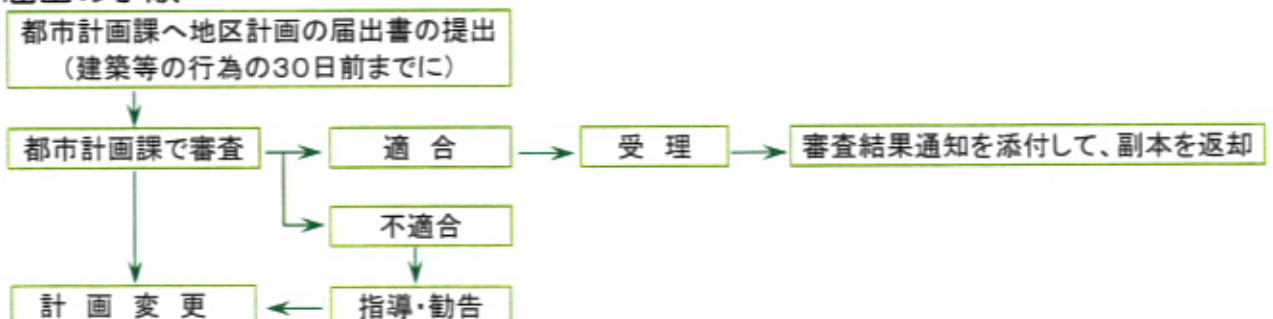 都市計画課へ地区計画の届出書の提出
(建築等の行為の30日前までに)
都市計画課で審査
適 合
受 理
審査結果通知を添付して、副本を返却
不適合
計 画 変 更
指導・勧告